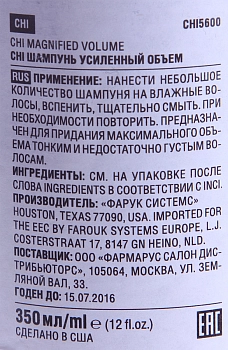 CHI CHI5600
CHI MAGNIFIED VOLUME
CHI ШАМПУНЬ УСИЛЕННЫЙ ОБЪЕМ
RUS ПРИМЕНЕНИЕ: НАНЕСТИ НЕБОЛЬШОЕ
КОЛИЧЕСТВО ШАМПУНЯ НА ВЛАЖНЫЕ ВО-
ЛОСЫ, ВСПЕНИТЬ, ТЩАТЕЛЬНО СМЫТЬ. ПРИ
НЕОБХОДИМОСТИ ПОВТОРИТЬ. ПРЕДНАЗНА-
ЧЕН ДЛЯ ПРИДАНИЯ МАКСИМАЛЬНОГО ОБЪ-
ЕМА ТОНКИМ И НЕДОСТАТОЧНО ГУСТЫМ ВО-
ЛОСАМ.
ИНГРЕДИЕНТЫ: СМ. НА УПАКОВКЕ ПОСЛЕ
СЛОВА INGREDIENTS В СООТВЕТСТВИИ С INCI.
ПРОИЗВОДИТЕЛЬ: «ФАРУК СИСТЕМС»
HOUSTON, TEXAS 77090, USA. IMPORTED FOR
THE EEC BY FAROUK SYSTEMS EUROPE, L.J.
COSTERSTRAAT 17, 8141 GN HEINO, NLD.
ПОСТАВЩИК: ООО «ФАРМАРУС САЛОН ДИС-
ТРИБЬЮТОРС», 105064, МОСКВА, УЛ. ЗЕМ-
ЛЯНОЙ ВАЛ, 33.
ГОДЕН ДО 15.07.2016
350 МЛ/ml e (12 fl.oz.)
СДЕЛАНО В США
EAC